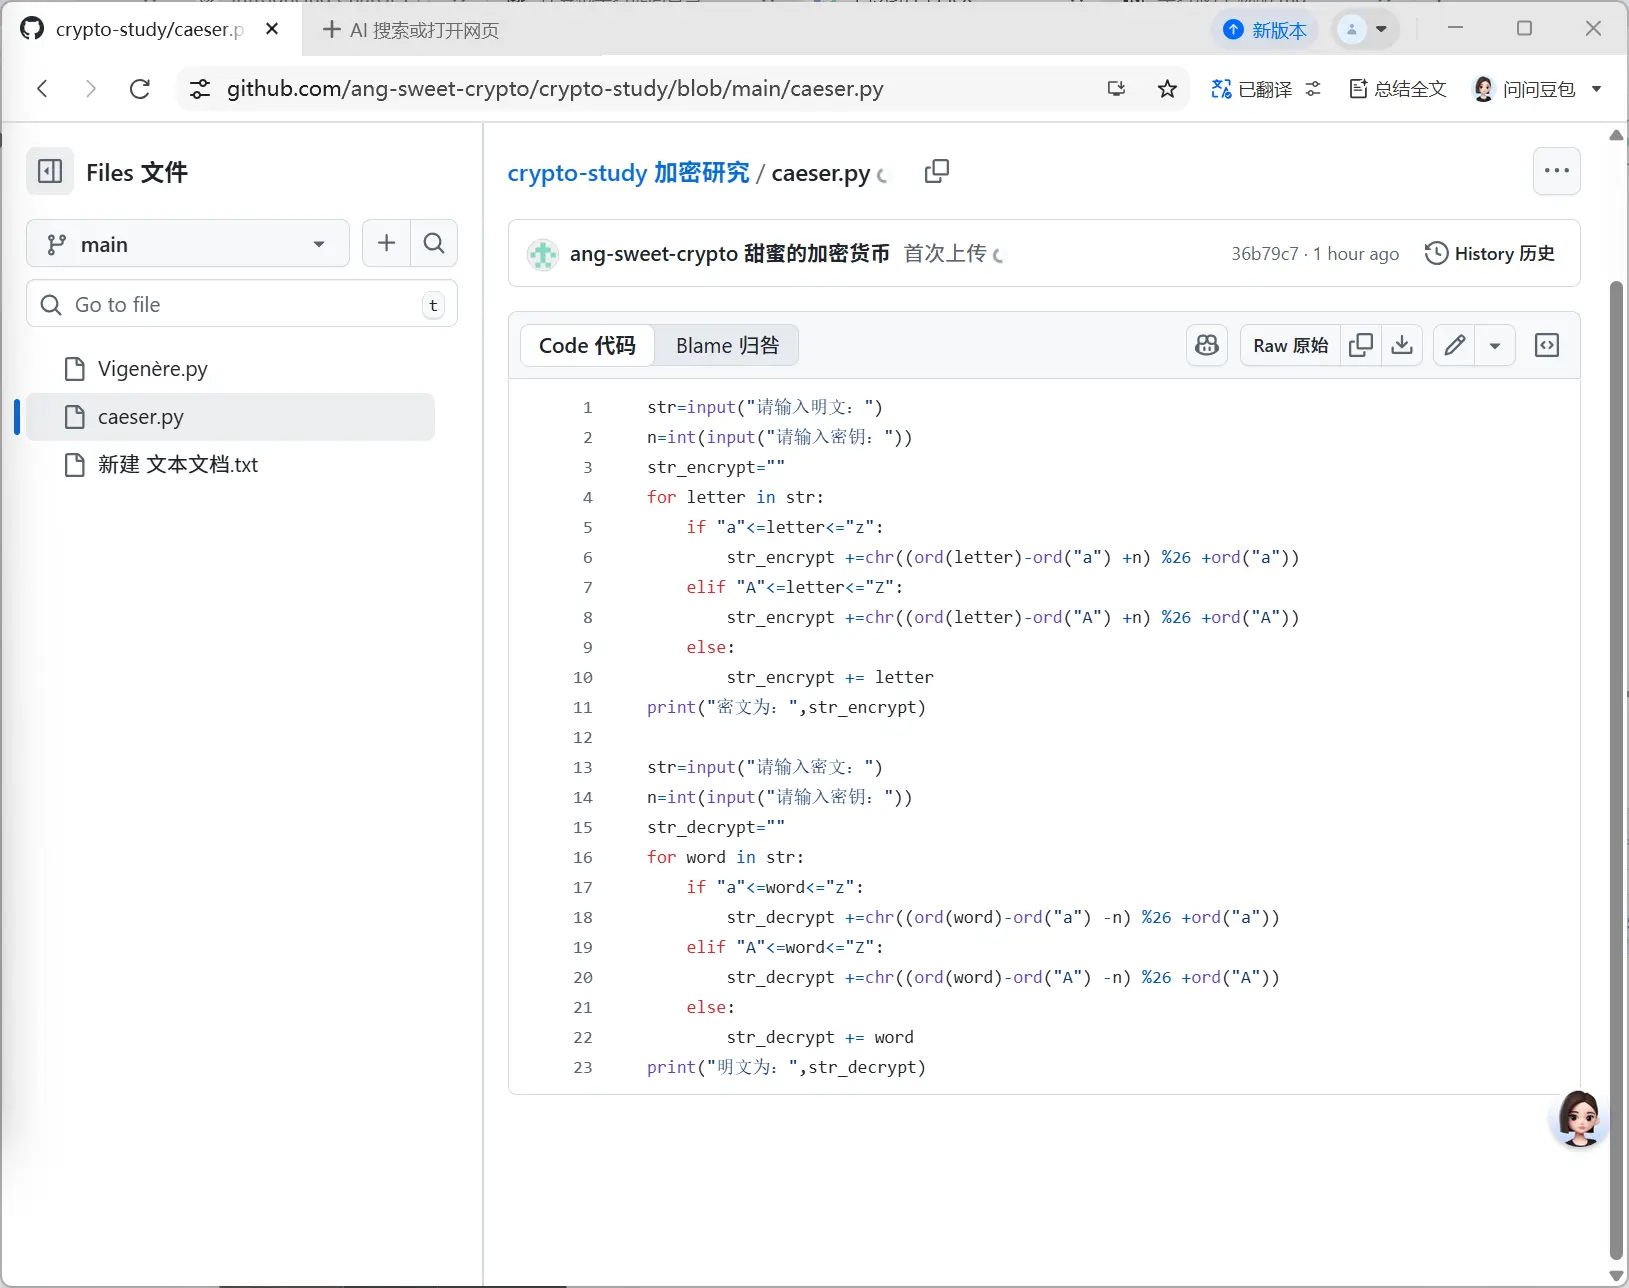 crypto-study/caeser.p
AI 搜索或打开网页
新版本
github.com/ang-sweet-crypto/crypto-study/blob/main/caeser.py
已翻译
总结全文
问问豆包
Files 文件
main
Go to file
t
Vigenère.py
caeser.py
新建 文本文档.txt
crypto-study 加密研究 / caeser.py
ang-sweet-crypto 甜蜜的加密货币 首次上传
36b79c7 · 1 hour ago
History 历史
Code 代码
Blame 归咎
Raw 原始
1 str=input("请输入明文：")
2 n=int(input("请输入密钥："))
3 str_encrypt=""
4 for letter in str:
5     if "a"<=letter<="z":
6         str_encrypt +=chr((ord(letter)-ord("a") +n) %26 +ord("a"))
7     elif "A"<=letter<="Z":
8         str_encrypt +=chr((ord(letter)-ord("A") +n) %26 +ord("A"))
9     else:
10         str_encrypt += letter
11 print("密文为：",str_encrypt)
12
13 str=input("请输入密文：")
14 n=int(input("请输入密钥："))
15 str_decrypt=""
16 for word in str:
17     if "a"<=word<="z":
18         str_decrypt +=chr((ord(word)-ord("a") -n) %26 +ord("a"))
19     elif "A"<=word<="Z":
20         str_decrypt +=chr((ord(word)-ord("A") -n) %26 +ord("A"))
21     else:
22         str_decrypt += word
23 print("明文为：",str_decrypt)